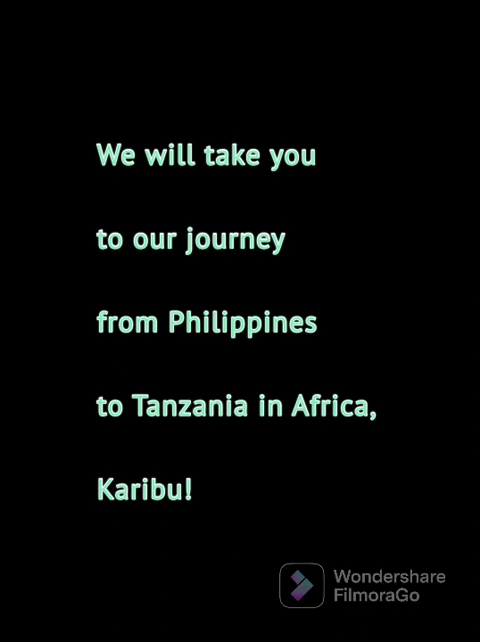 We will take you
to our journey
from Philippines
to Tanzania in Africa,
Karibu!
Wondershare
FilmoraGo